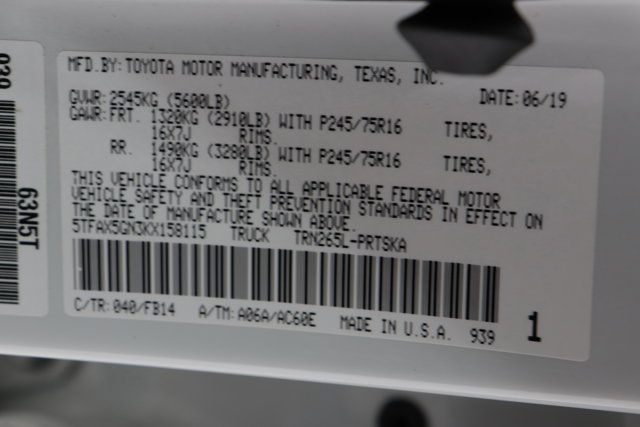 MFD.BY:TOYOTA MOTOR MANUFACTURING, TEXAS, INC.
GVWR:2545KG (5600LB) DATE:06/19
GAWR:FRT. 1320KG (2910LB) WITH P245/75R16 TIRES,
16X7J RIMS.
RR. 1490KG (3280LB) WITH P245/75R16 TIRES,
16X7J RIMS.
THIS VEHICLE CONFORMS TO ALL APPLICABLE FEDERAL MOTOR
VEHICLE SAFETY AND THEFT PREVENTION STANDARDS IN EFFECT ON
THE DATE OF MANUFACTURE SHOWN ABOVE.
5TFAX5GN3KX158115 TRUCK TRN265L-PRTSKA
C/TR:040/FB14 A/TM:A06A/AC60E MADE IN U.S.A. 939 1
939
63N5T